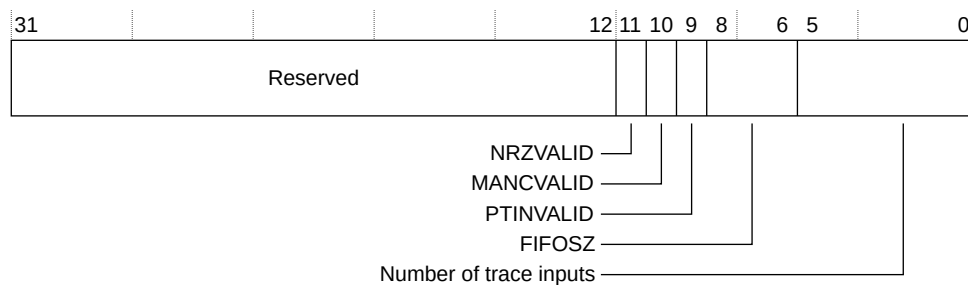 31 12 11 10 9 8 6 5 0
Reserved
NRZVALID
MANCVALID
PTINVALID
FIFOSZ
Number of trace inputs